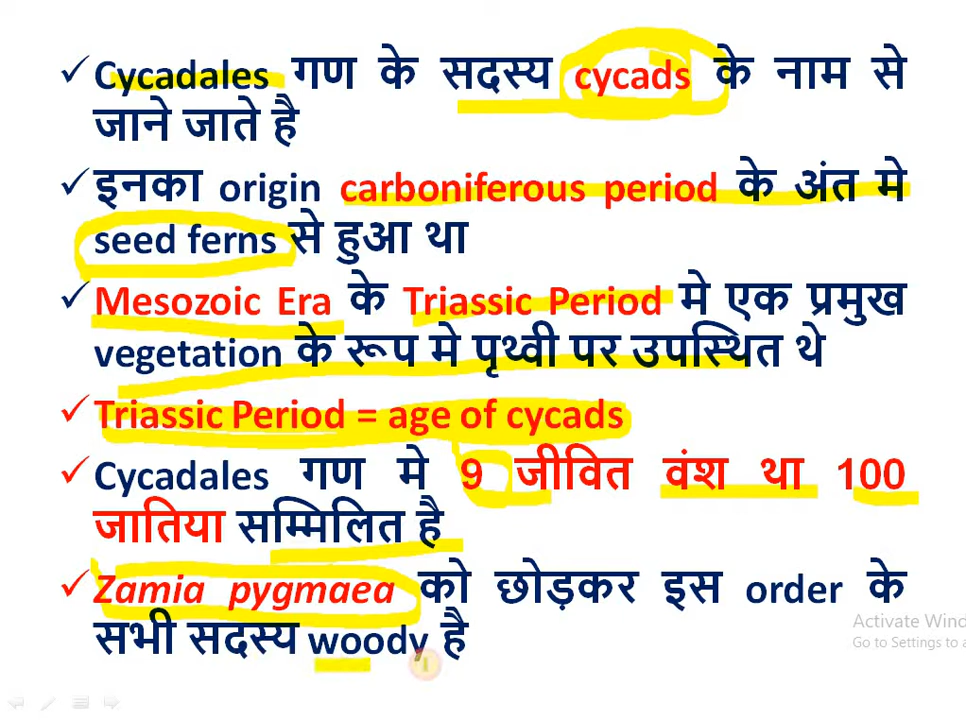 ✓ Cycadales गण के सदस्य cycads के नाम से
जाने जाते है
✓ इनका origin carboniferous period के अंत मे
seed ferns से हुआ था
✓ Mesozoic Era के Triassic Period मे एक प्रमुख
vegetation के रूप मे पृथ्वी पर उपस्थित थे
✓ Triassic Period = age of cycads
✓ Cycadales गण मे 9 जीवित वंश था 100
जातिया सम्मिलित है
✓ Zamia pygmaea को छोड़कर इस order के
सभी सदस्य woody है
Activate Wind
Go to Settings to a